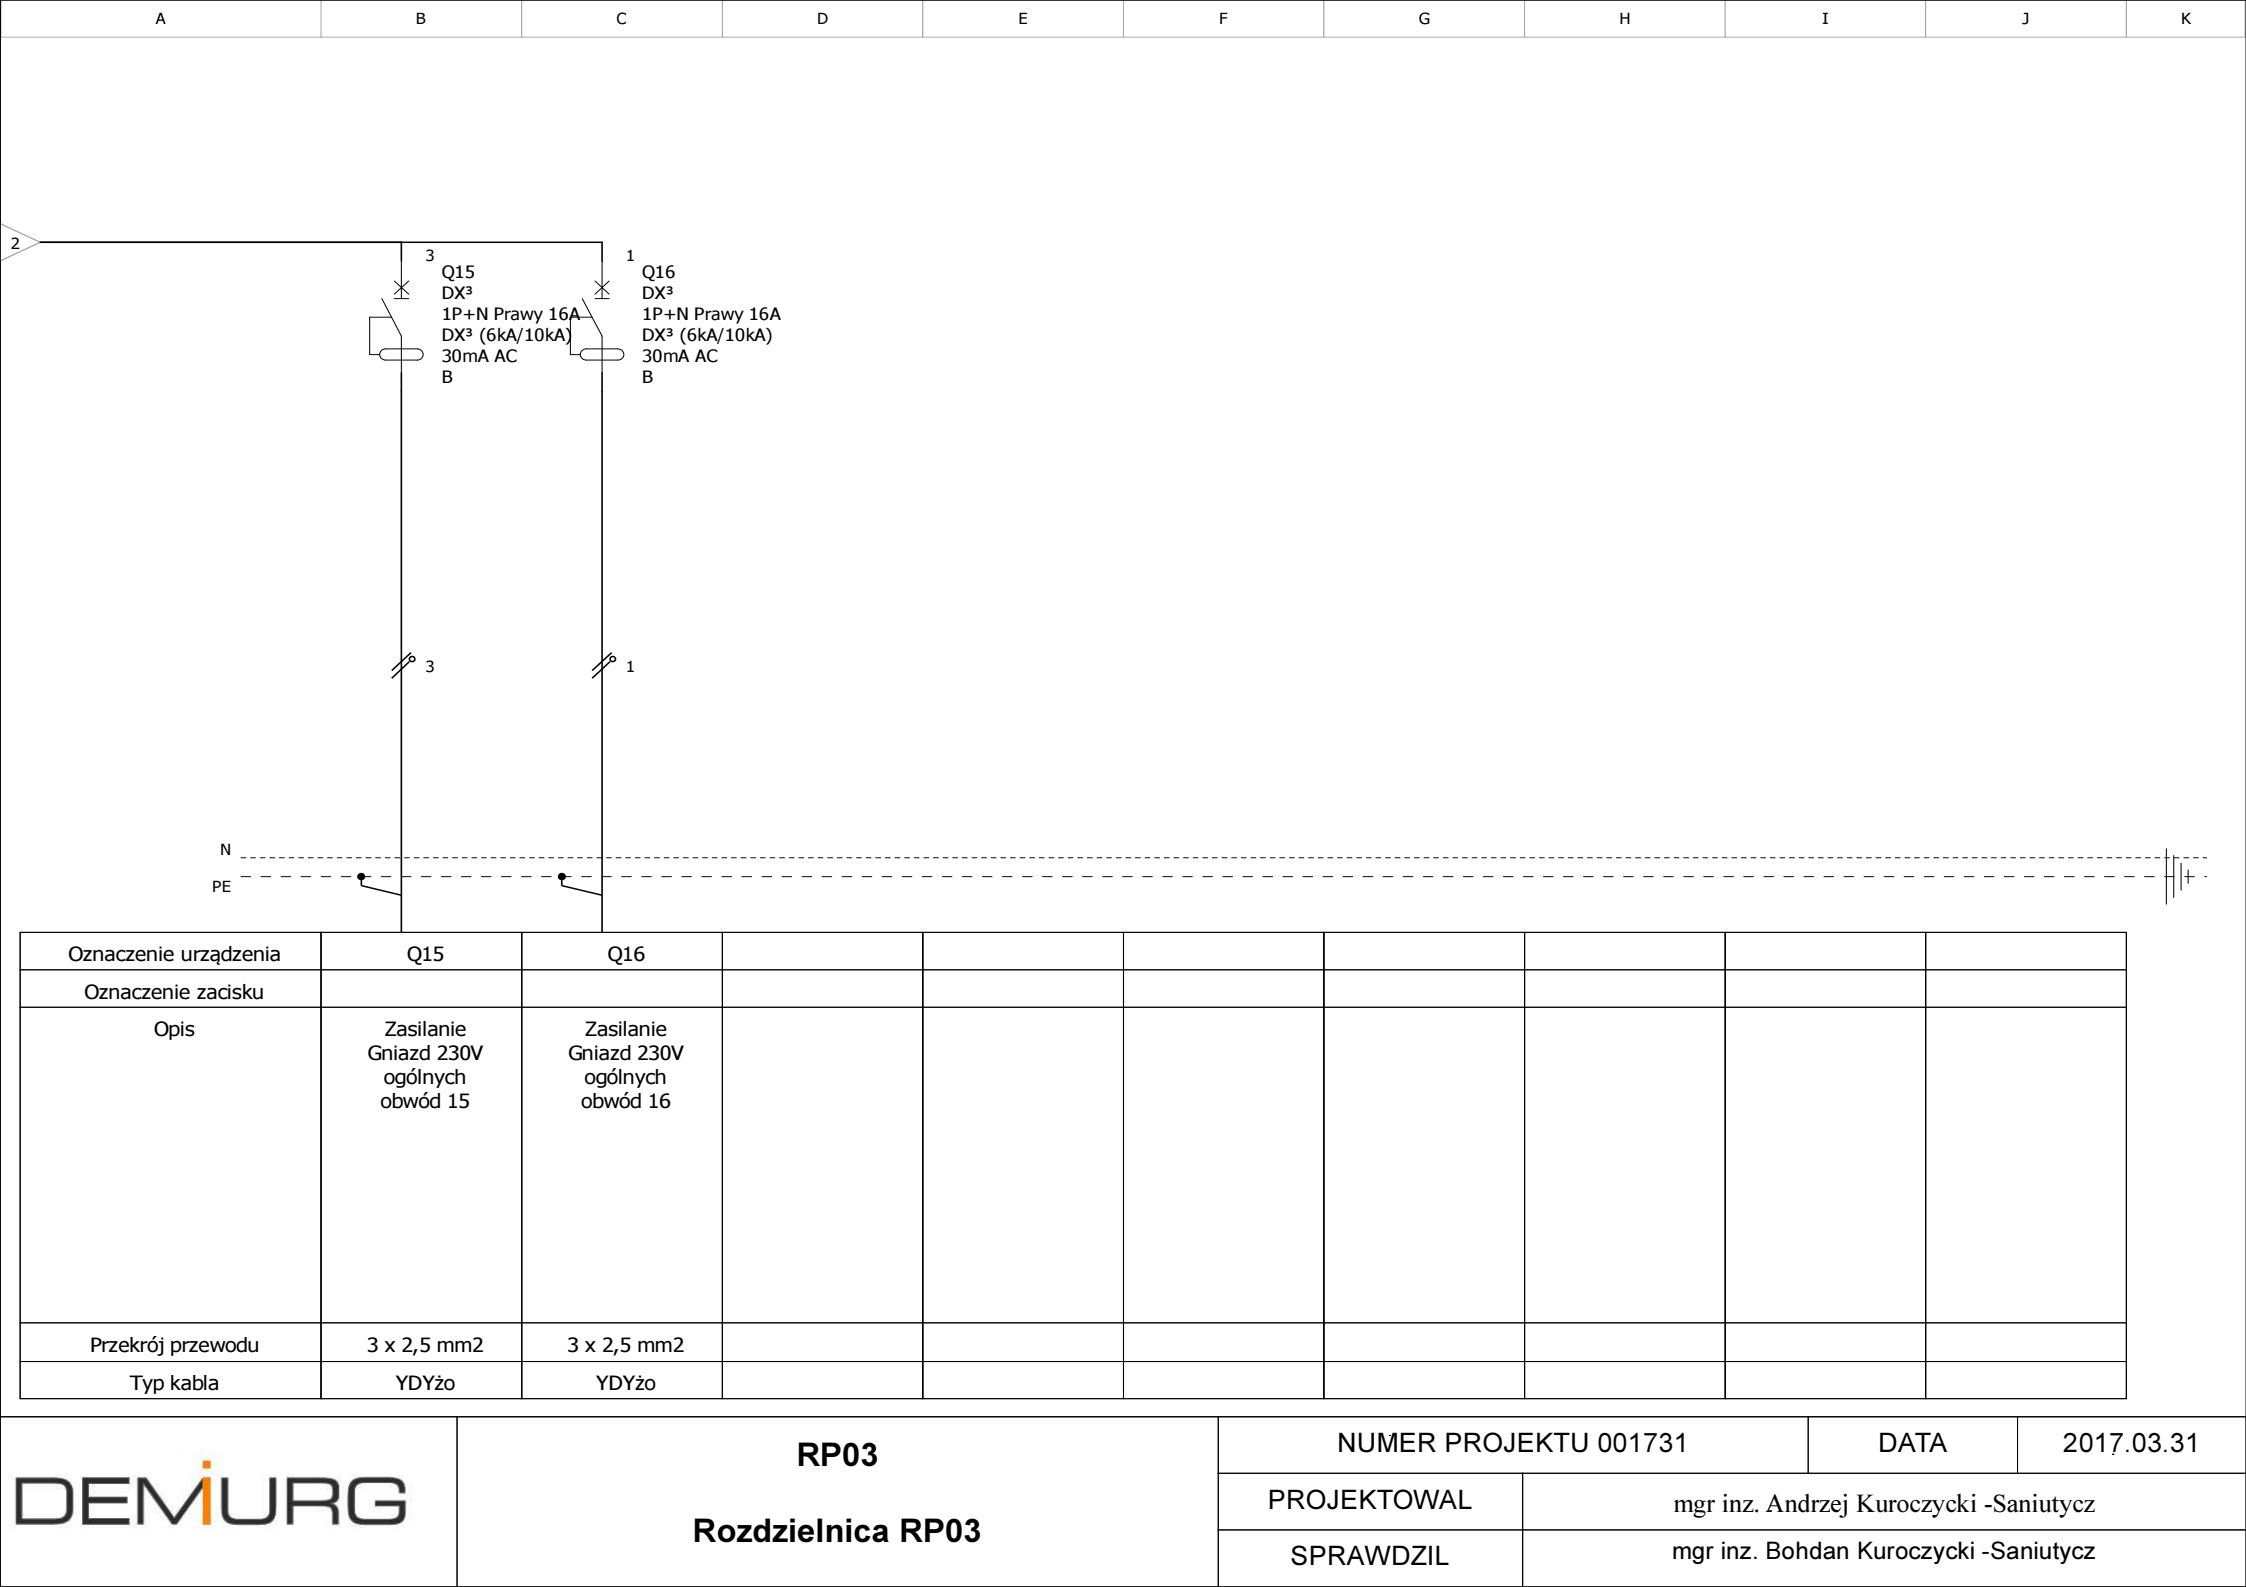 A B C D E F G H I J K
2
3
Q15
DX³
1P+N Prawy 16A
DX³ (6kA/10kA)
30mA AC
B
1
Q16
DX³
1P+N Prawy 16A
DX³ (6kA/10kA)
30mA AC
B
3
1
N
PE
Oznaczenie urządzenia Q15 Q16
Oznaczenie zacisku
Opis
Zasilanie
Gniazd 230V
ogólnych
obwód 15
Zasilanie
Gniazd 230V
ogólnych
obwód 16
Przekrój przewodu 3 x 2,5 mm2 3 x 2,5 mm2
Typ kabla YDYżo YDYżo
DEMiURG
RP03
Rozdzielnica RP03
NUMER PROJEKTU 001731 DATA 2017.03.31
PROJEKTOWAL mgr inz. Andrzej Kuroczycki -Saniutycz
SPRAWDZIL mgr inz. Bohdan Kuroczycki -Saniutycz